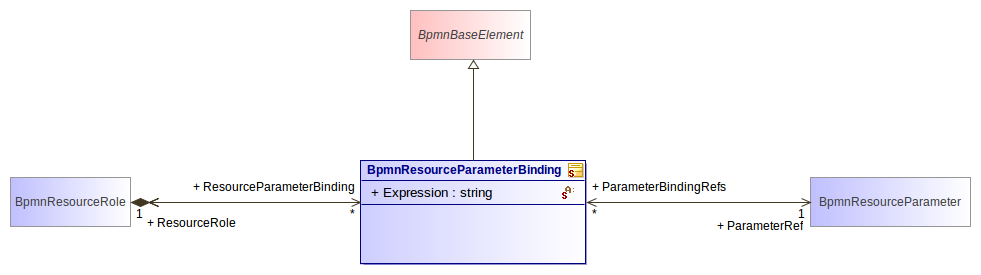 BpmnBaseElement
BpmnResourceParameterBinding
+ Expression : string
BpmnResourceRole
+ ResourceParameterBinding
1
*
+ ResourceRole
+ ParameterBindingRefs
*
1
+ ParameterRef
BpmnResourceParameter